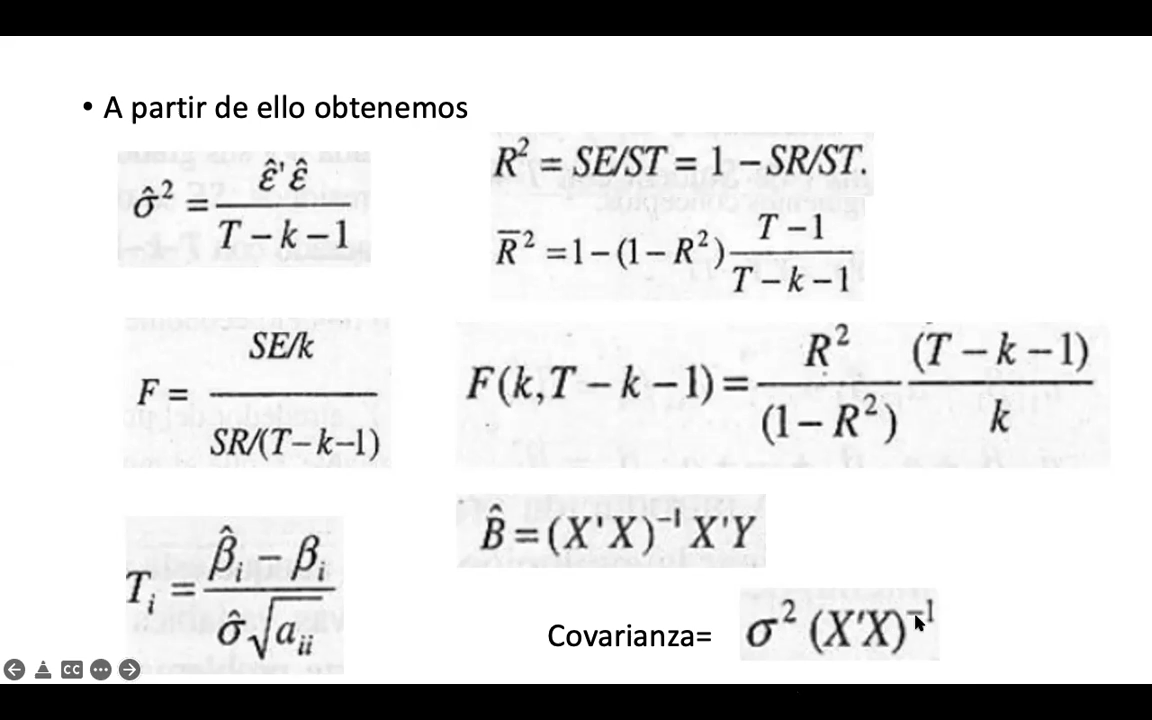 • A partir de ello obtenemos
σ̂² = ε̂'ε̂ / T – k – 1
R² = SE/ST = 1 – SR/ST.
R̅² = 1 – (1 – R²) T – 1 / T – k – 1
F = SE/k / SR/(T–k–1)
F(k, T – k – 1) = R² / (1 – R²) (T – k – 1) / k
B̂ = (X'X)⁻¹ X'Y
Tᵢ = β̂ᵢ – βᵢ / σ̂√aᵢᵢ
Covarianza= σ² (X'X)⁻¹
CC